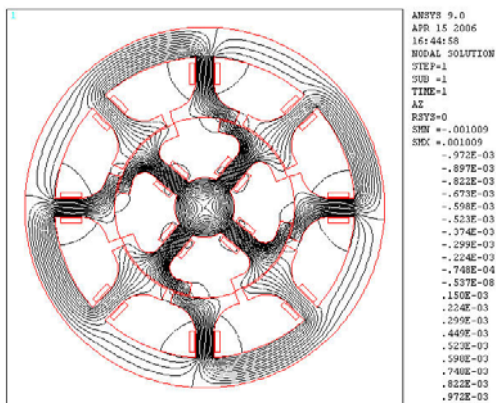 1
ANSYS 9.0
APR 15 2006
16:44:58
NODAL SOLUTION
STEP=1
SUB =1
TIME=1
AZ
RSYS=0
SMN =-.001009
SMX =.001009
-.972E-03
-.897E-03
-.822E-03
-.673E-03
-.598E-03
-.523E-03
-.374E-03
-.299E-03
-.224E-03
-.748E-04
-.537E-08
.150E-03
.224E-03
.299E-03
.449E-03
.523E-03
.598E-03
.748E-03
.822E-03
.972E-03